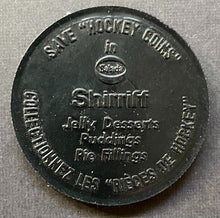 SAVE "HOCKEY COINS"
in
Salada
Shirriff
Jelly Desserts
Puddings
Pie Fillings
COLLECTIONNEZ LES "PIÈCES DE HOCKEY"